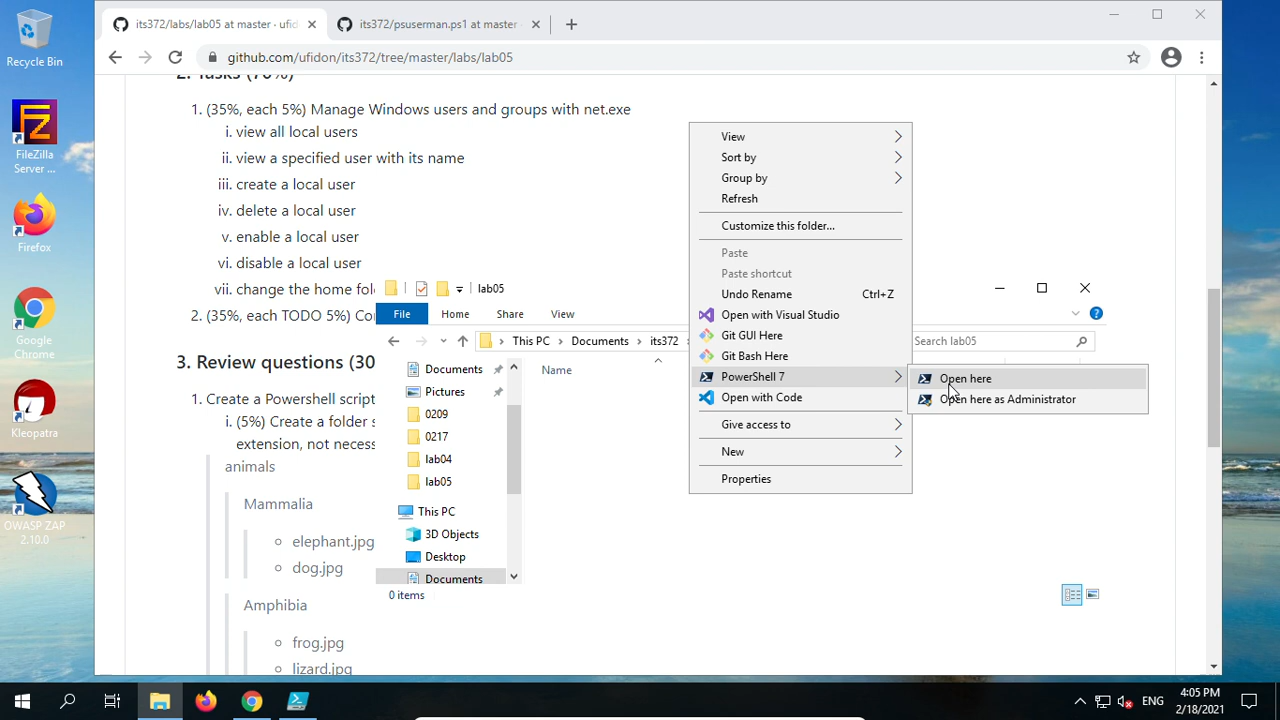 Recycle Bin
FileZilla
Server ...
Firefox
Google
Chrome
Kleopatra
OWASP ZAP
2.10.0
its372/labs/lab05 at master · ufid
its372/psuserman.ps1 at master
github.com/ufidon/its372/tree/master/labs/lab05
2. Tasks (70%)
1. (35%, each 5%) Manage Windows users and groups with net.exe
i. view all local users
ii. view a specified user with its name
iii. create a local user
iv. delete a local user
v. enable a local user
vi. disable a local user
vii. change the home fol
2. (35%, each TODO 5%) Co
3. Review questions (30
1. Create a Powershell script
i. (5%) Create a folder s
extension, not necess
animals
Mammalia
elephant.jpg
dog.jpg
Amphibia
frog.jpg
lizard.jpg
lab05
File
Home
Share
View
This PC
Documents
its372
Search lab05
Documents
Pictures
0209
0217
lab04
lab05
This PC
3D Objects
Desktop
Documents
Name
0 items
View
Sort by
Group by
Refresh
Customize this folder...
Paste
Paste shortcut
Undo Rename Ctrl+Z
Open with Visual Studio
Git GUI Here
Git Bash Here
PowerShell 7
Open with Code
Give access to
New
Properties
Open here
Open here as Administrator
ENG
4:05 PM
2/18/2021